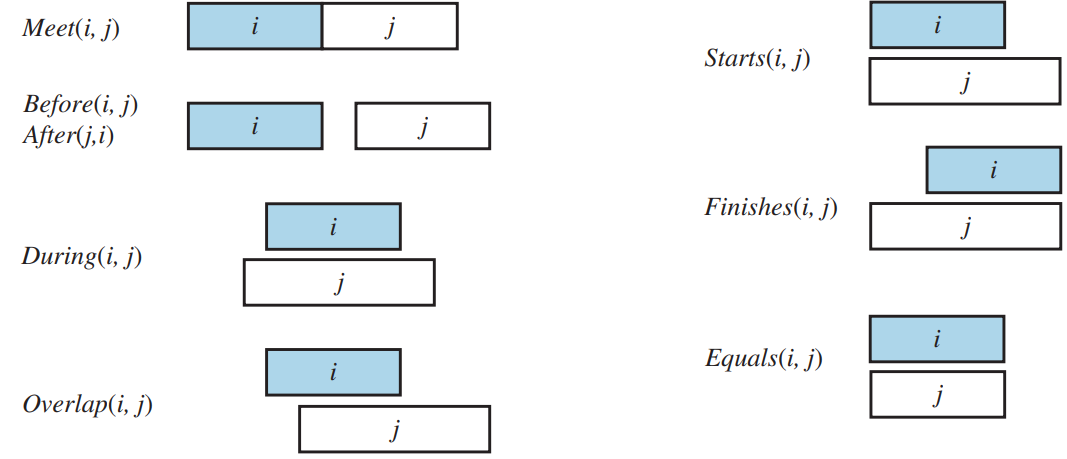 Meet(i, j)
i
j
Before(i, j)
After(j,i)
i
j
During(i, j)
i
j
Overlap(i, j)
i
j
Starts(i, j)
i
j
Finishes(i, j)
i
j
Equals(i, j)
i
j